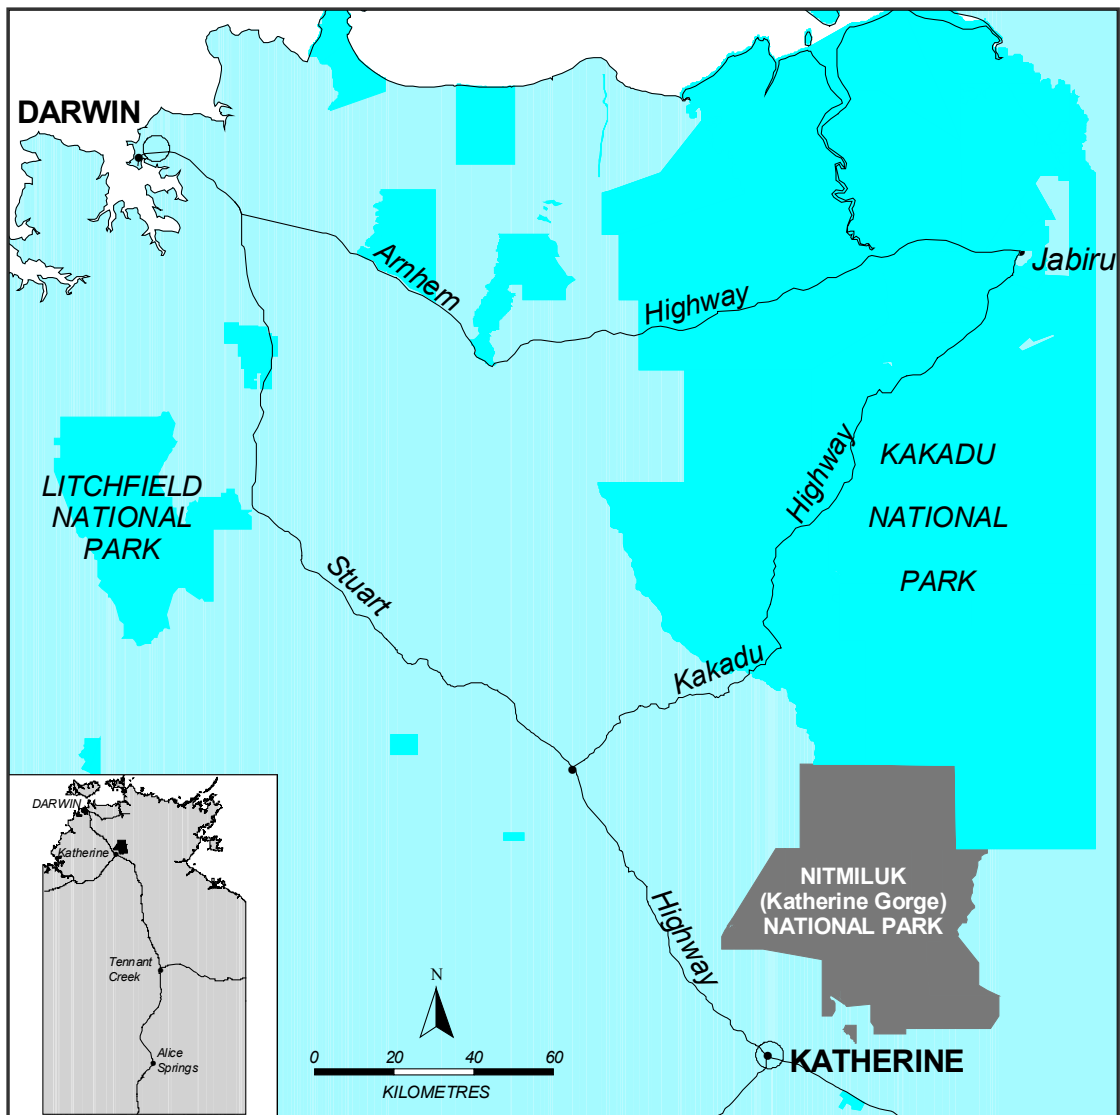 DARWIN
Arnhem
Highway
Jabiru
LITCHFIELD
NATIONAL
PARK
Highway
KAKADU
NATIONAL
PARK
Stuart
Kakadu
NITMILUK
(Katherine Gorge)
NATIONAL PARK
Highway
DARWIN
Katherine
Tennant
Creek
Alice
Springs
N
0 20 40 60
KILOMETRES
KATHERINE